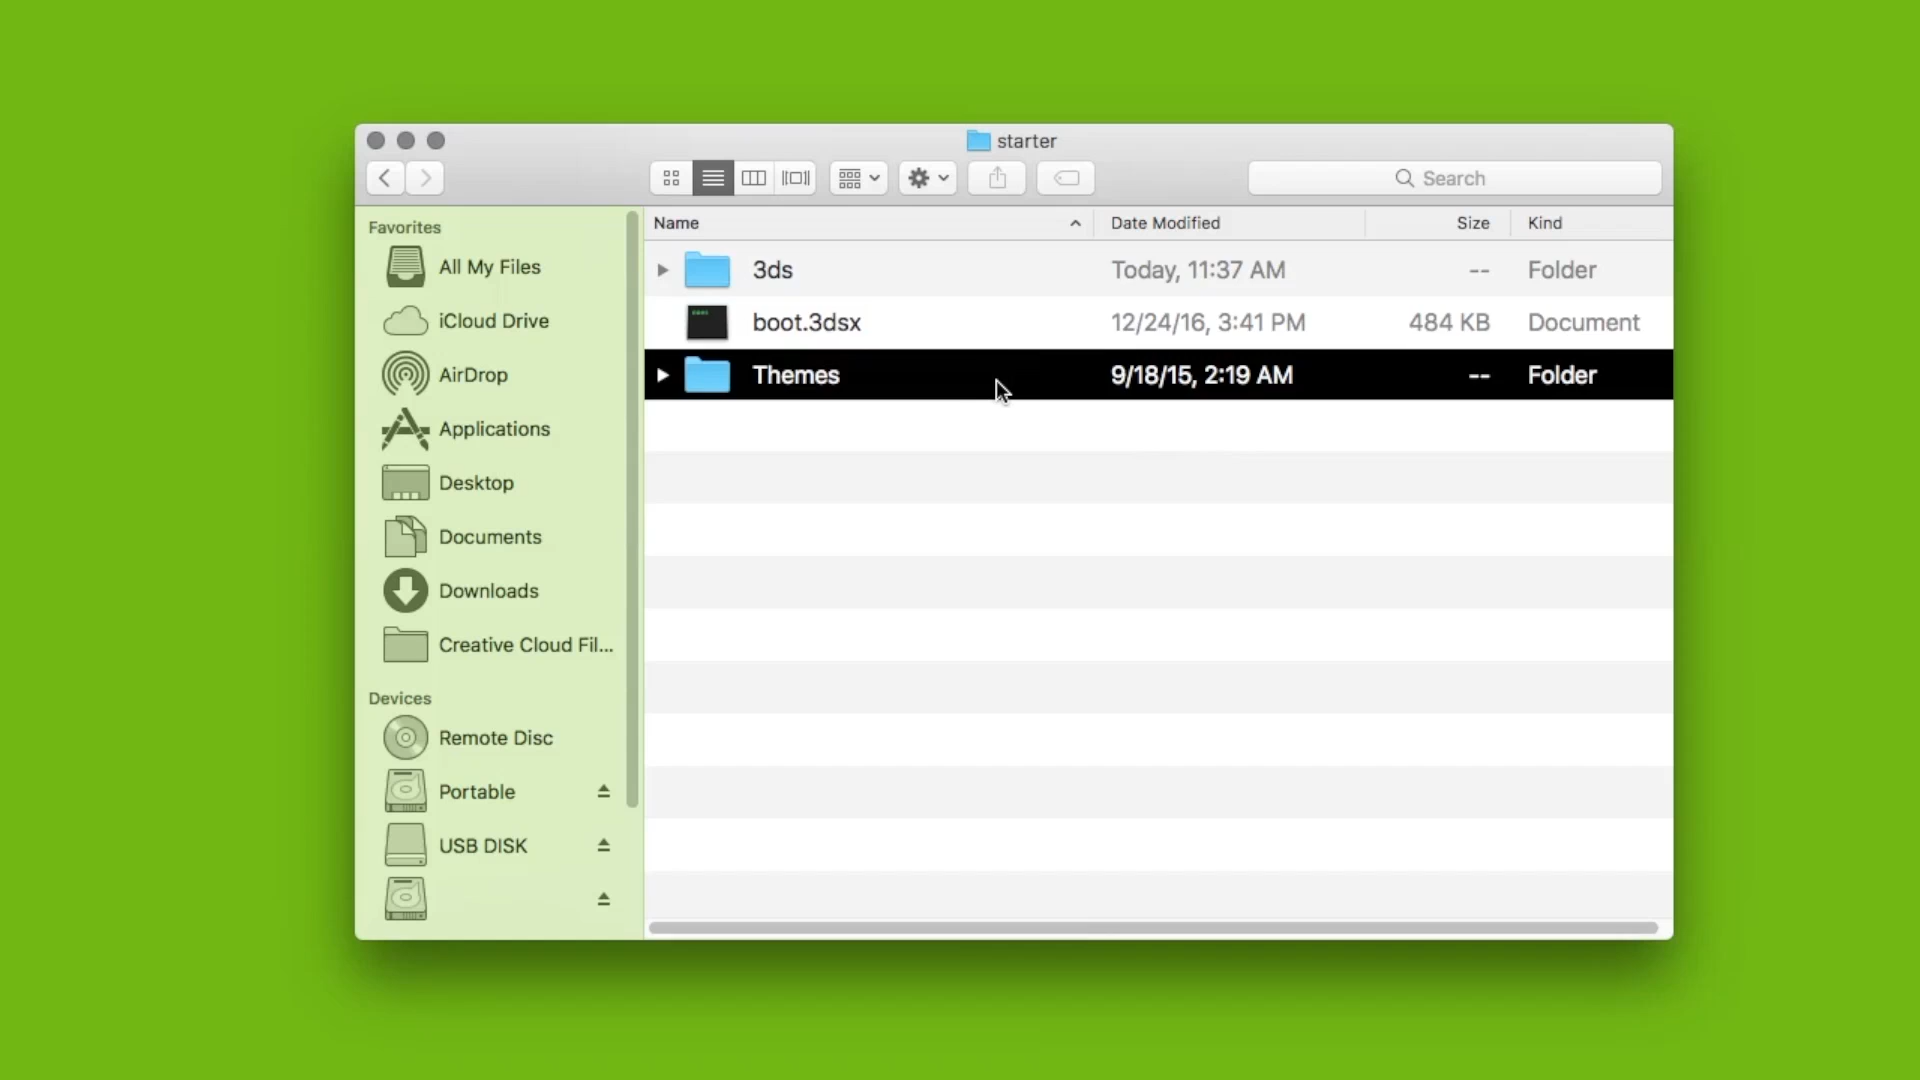 starter
Search
Favorites
All My Files
iCloud Drive
AirDrop
Applications
Desktop
Documents
Downloads
Creative Cloud Fil...
Devices
Remote Disc
Portable
USB DISK
Name Date Modified Size Kind
3ds Today, 11:37 AM -- Folder
boot.3dsx 12/24/16, 3:41 PM 484 KB Document
Themes 9/18/15, 2:19 AM -- Folder